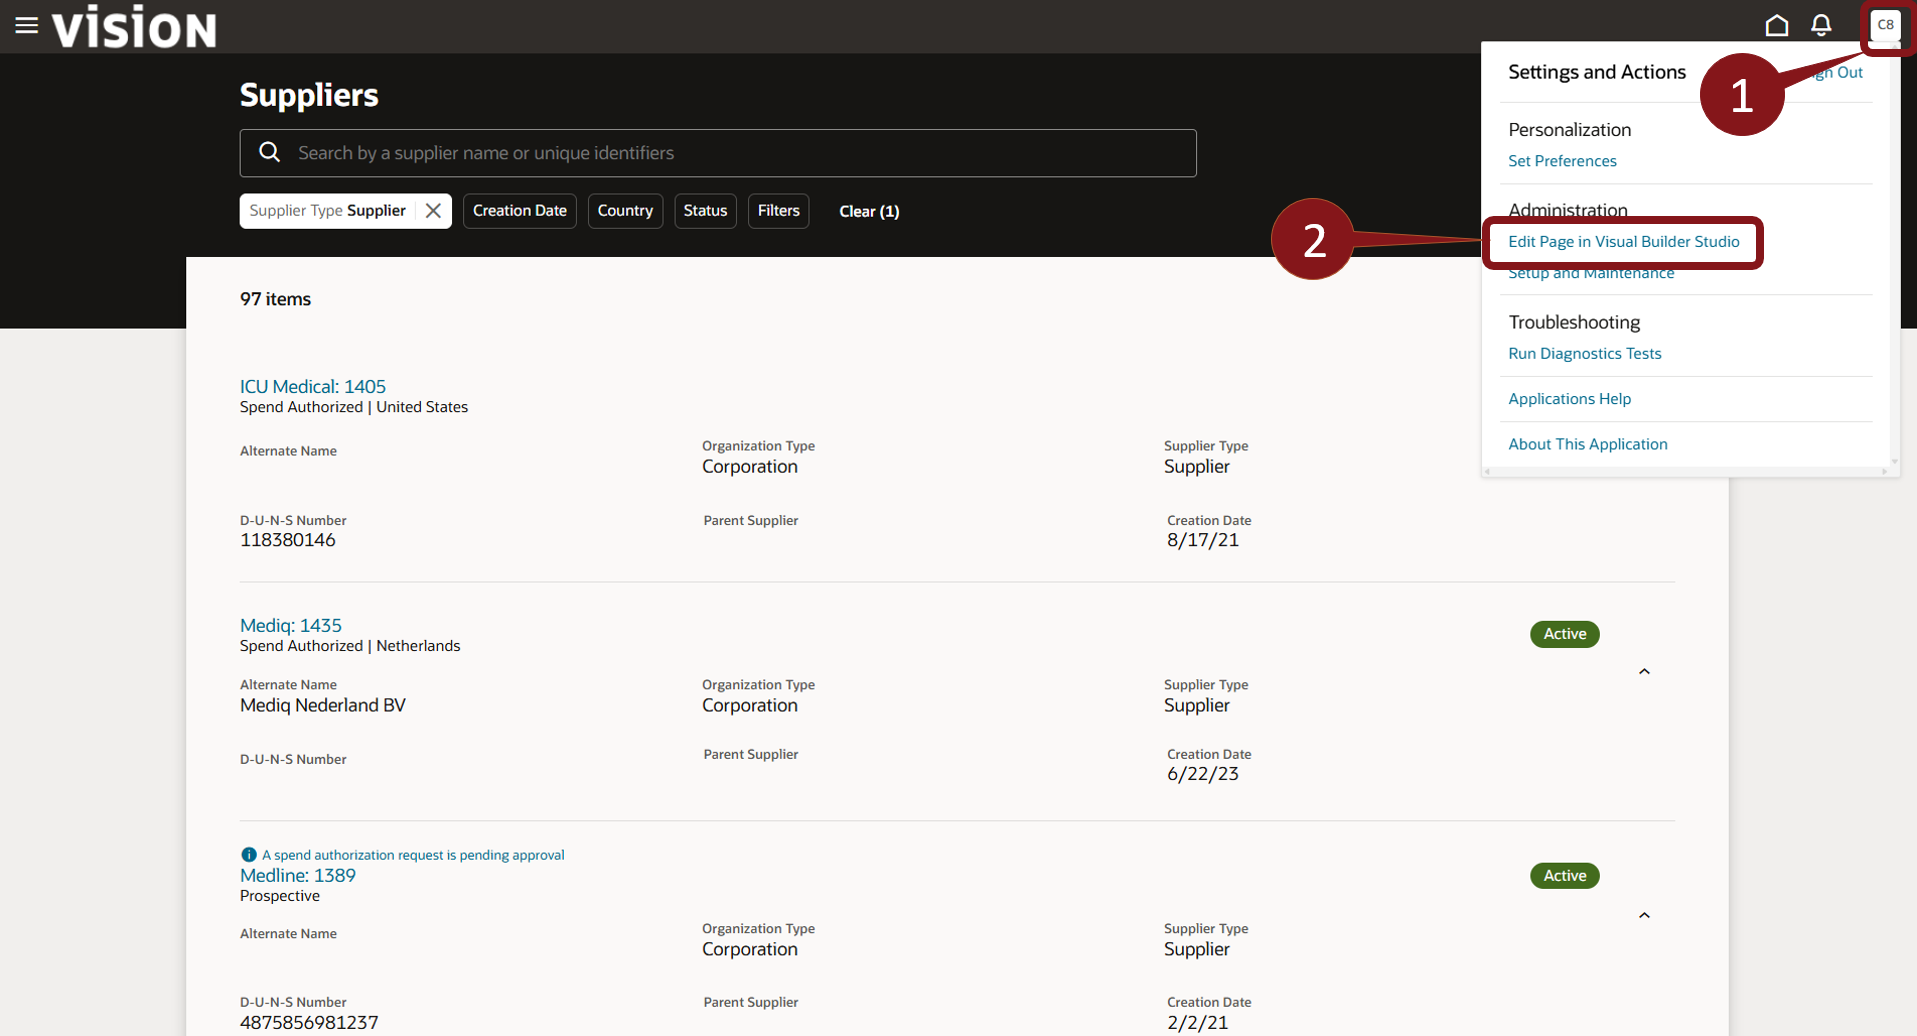 vision
C8
Settings and Actions
gn Out
1
Suppliers
Search by a supplier name or unique identifiers
Personalization
Set Preferences
Supplier Type Supplier
Creation Date
Country
Status
Filters
Clear (1)
Administration
2
Edit Page in Visual Builder Studio
Setup and Maintenance
97 items
Troubleshooting
Run Diagnostics Tests
Applications Help
About This Application
ICU Medical: 1405
Spend Authorized | United States
Alternate Name
Organization Type
Corporation
Supplier Type
Supplier
D-U-N-S Number
118380146
Parent Supplier
Creation Date
8/17/21
Mediq: 1435
Spend Authorized | Netherlands
Active
Alternate Name
Mediq Nederland BV
Organization Type
Corporation
Supplier Type
Supplier
D-U-N-S Number
Parent Supplier
Creation Date
6/22/23
A spend authorization request is pending approval
Medline: 1389
Prospective
Active
Alternate Name
Organization Type
Corporation
Supplier Type
Supplier
D-U-N-S Number
4875856981237
Parent Supplier
Creation Date
2/2/21